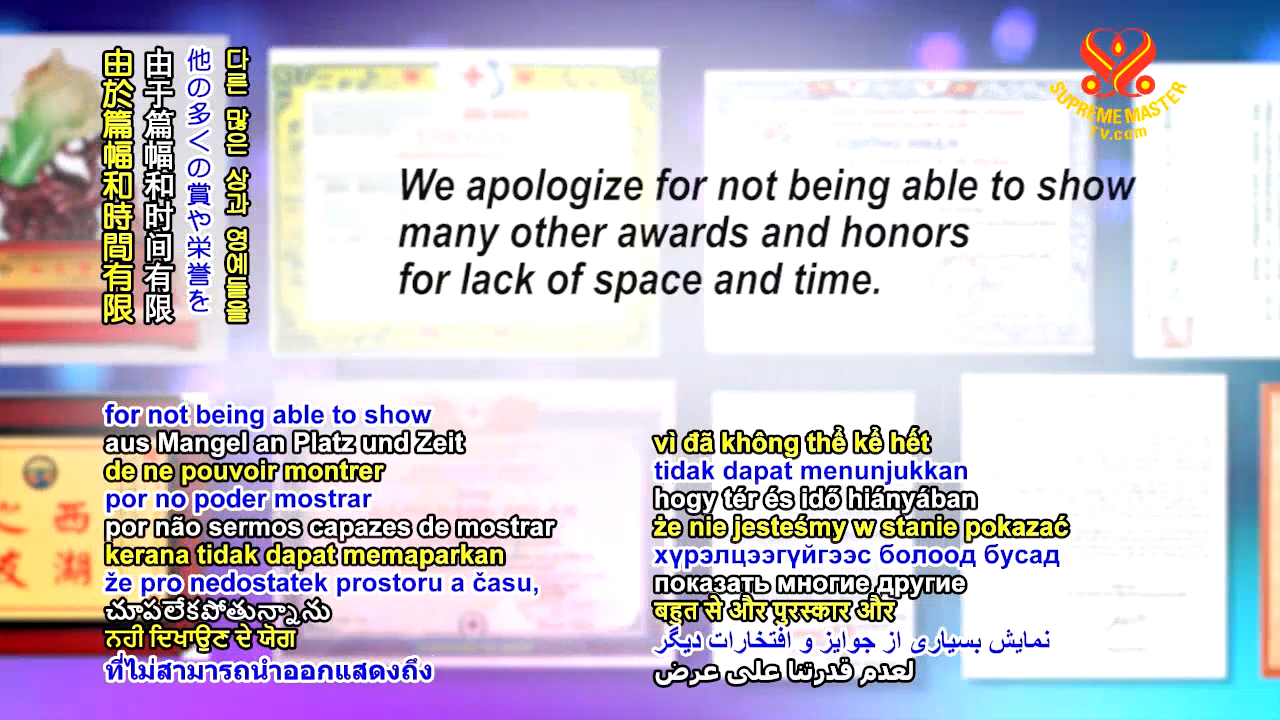 SUPREME MASTER
TV.com
由於篇幅和時間有限
由于篇幅和时间有限
他の多くの賞や栄誉を
다른 많은 상과 영예들을
We apologize for not being able to show
many other awards and honors
for lack of space and time.
for not being able to show
aus Mangel an Platz und Zeit
de ne pouvoir montrer
por no poder mostrar
por não sermos capazes de mostrar
kerana tidak dapat memaparkan
že pro nedostatek prostoru a času,
చూపలేకపోతున్నాను
ਨਹੀ ਦਿਖਾਉਣ ਦੇ ਯੋਗ
ที่ไม่สามารถนำออกแสดงถึง
vì đã không thể kể hết
tidak dapat menunjukkan
hogy tér és idő hiányában
że nie jesteśmy w stanie pokazać
хүрэлцээгүйгээс болоод бусад
показать многие другие
बहुत से और पुरस्कार और
نمایش بسیاری از جوایز و افتخارات دیگر
لعدم قدرتنا على عرض
西
湖